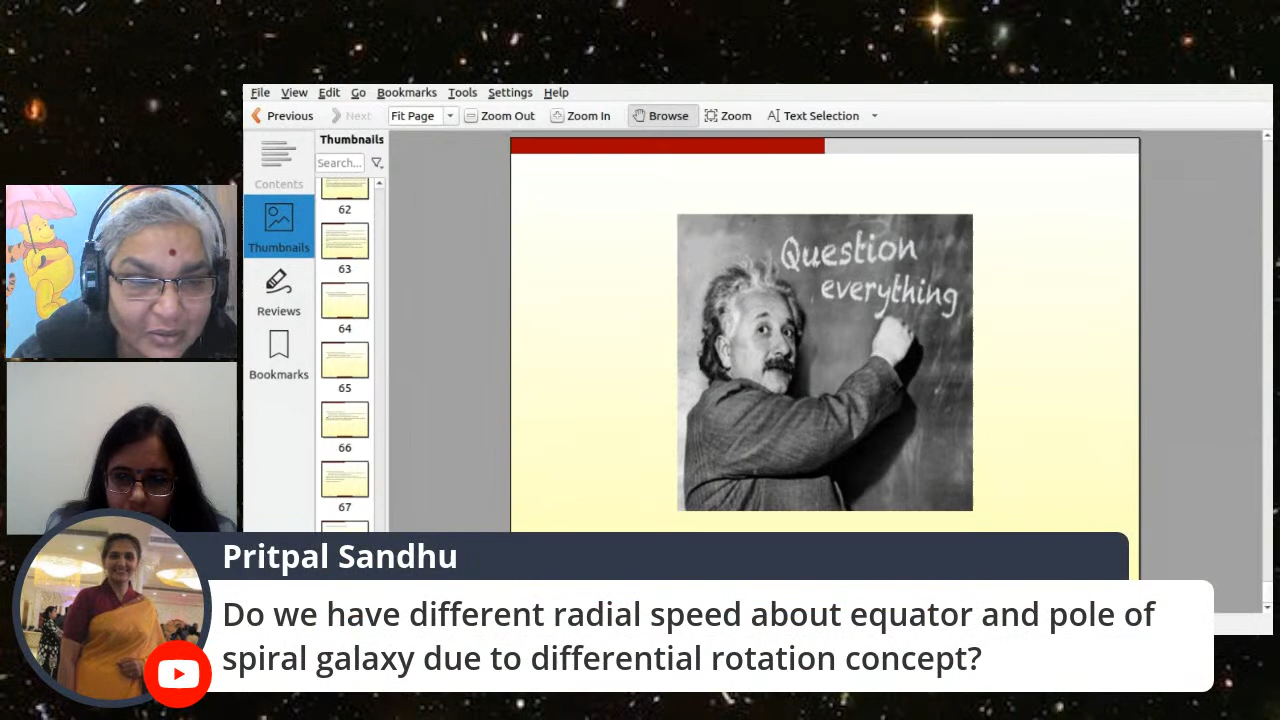 File View Edit Go Bookmarks Tools Settings Help
Previous Next Fit Page Zoom Out Zoom In Browse Zoom Text Selection
Thumbnails
Search...
Contents
Thumbnails
Reviews
Bookmarks
62
63
64
65
66
67
Question
everything
Pritpal Sandhu
Do we have different radial speed about equator and pole of
spiral galaxy due to differential rotation concept?